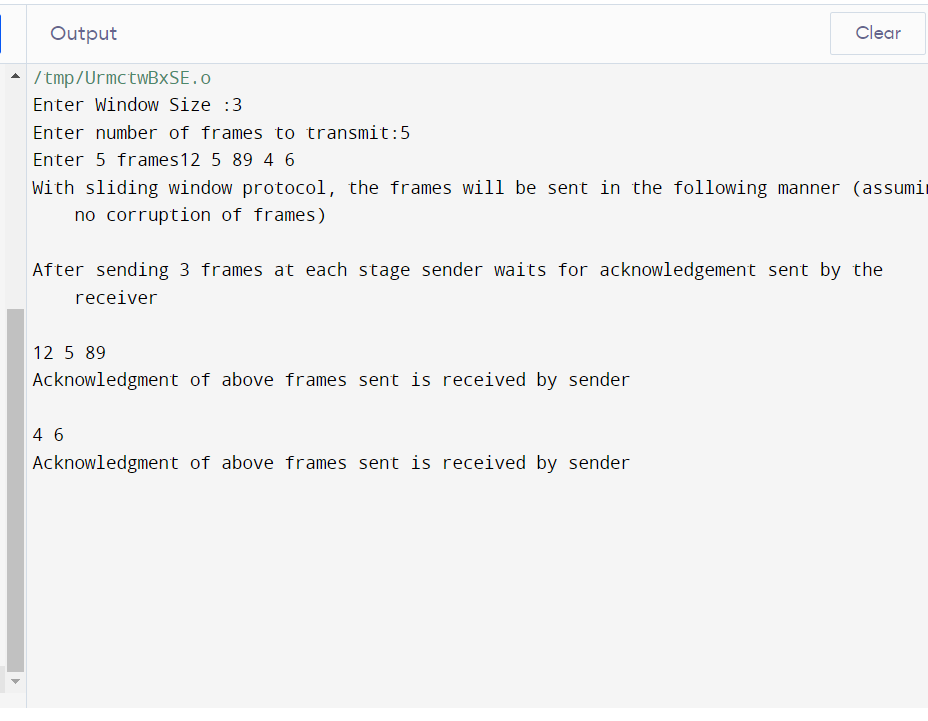 Output
Clear
/tmp/UrmctwBxSE.o
Enter Window Size :3
Enter number of frames to transmit:5
Enter 5 frames12 5 89 4 6
With sliding window protocol, the frames will be sent in the following manner
no corruption of frames)
After sending 3 frames at each stage sender waits for acknowledgement sent by the
receiver
12 5 89
Acknowledgment of above frames sent is received by sender
4 6
Acknowledgment of above frames sent is received by sender